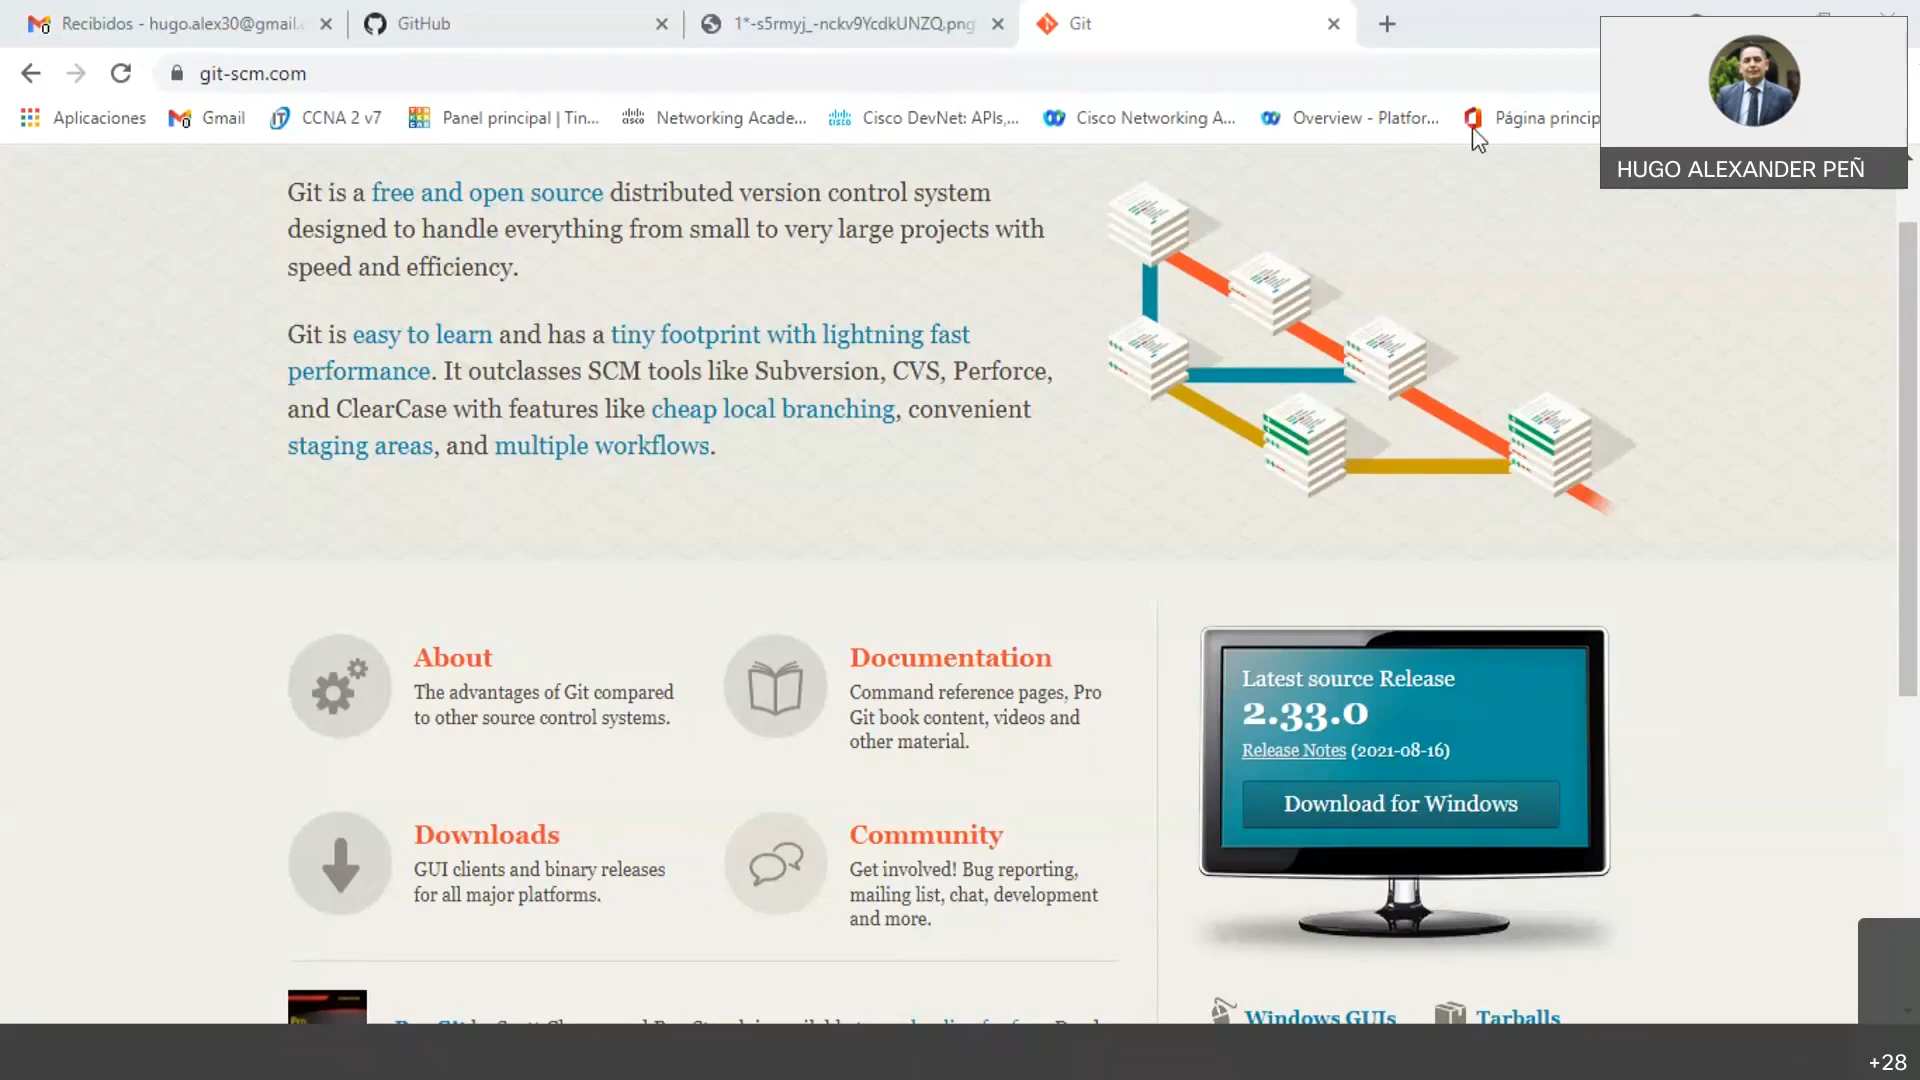 Recibidos - hugo.alex30@gmail.c
GitHub
1*-s5rmyj_-nckv9YcdkUNZQ.png
Git
git-scm.com
Aplicaciones
Gmail
CCNA 2 v7
Panel principal | Tin...
Networking Acade...
Cisco DevNet: APIs,...
Cisco Networking A...
Overview - Platfor...
Página princip
HUGO ALEXANDER PEÑ
Git is a free and open source distributed version control system
designed to handle everything from small to very large projects with
speed and efficiency.
Git is easy to learn and has a tiny footprint with lightning fast
performance. It outclasses SCM tools like Subversion, CVS, Perforce,
and ClearCase with features like cheap local branching, convenient
staging areas, and multiple workflows.
About
The advantages of Git compared
to other source control systems.
Documentation
Command reference pages, Pro
Git book content, videos and
other material.
Downloads
GUI clients and binary releases
for all major platforms.
Community
Get involved! Bug reporting,
mailing list, chat, development
and more.
Latest source Release
2.33.0
Release Notes (2021-08-16)
Download for Windows
Windows GUIs
Tarballs
+28